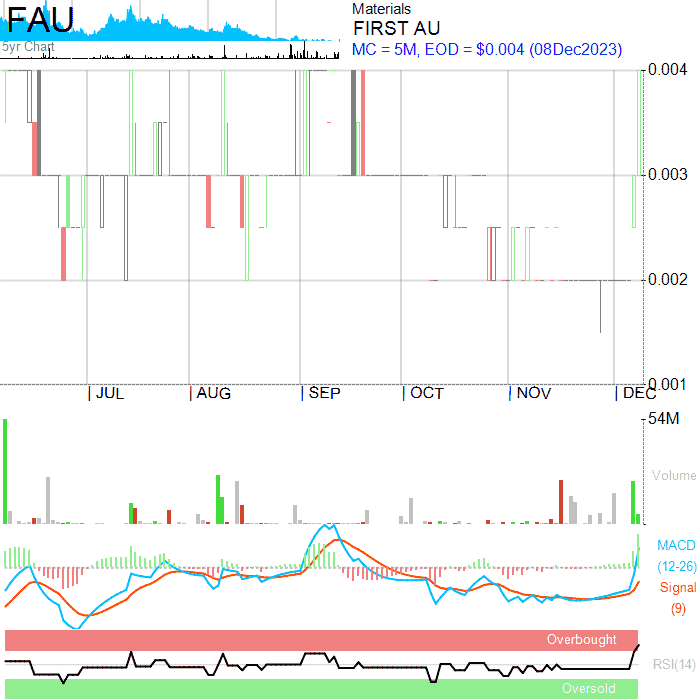 FAU
5yr Chart
Materials
FIRST AU
MC = 5M, EOD = $0.004 (08Dec2023)
0.004
0.003
0.002
0.001
JUL AUG SEP OCT NOV DEC
54M
Volume
MACD
(12-26)
Signal
(9)
Overbought
RSI(14)
Oversold